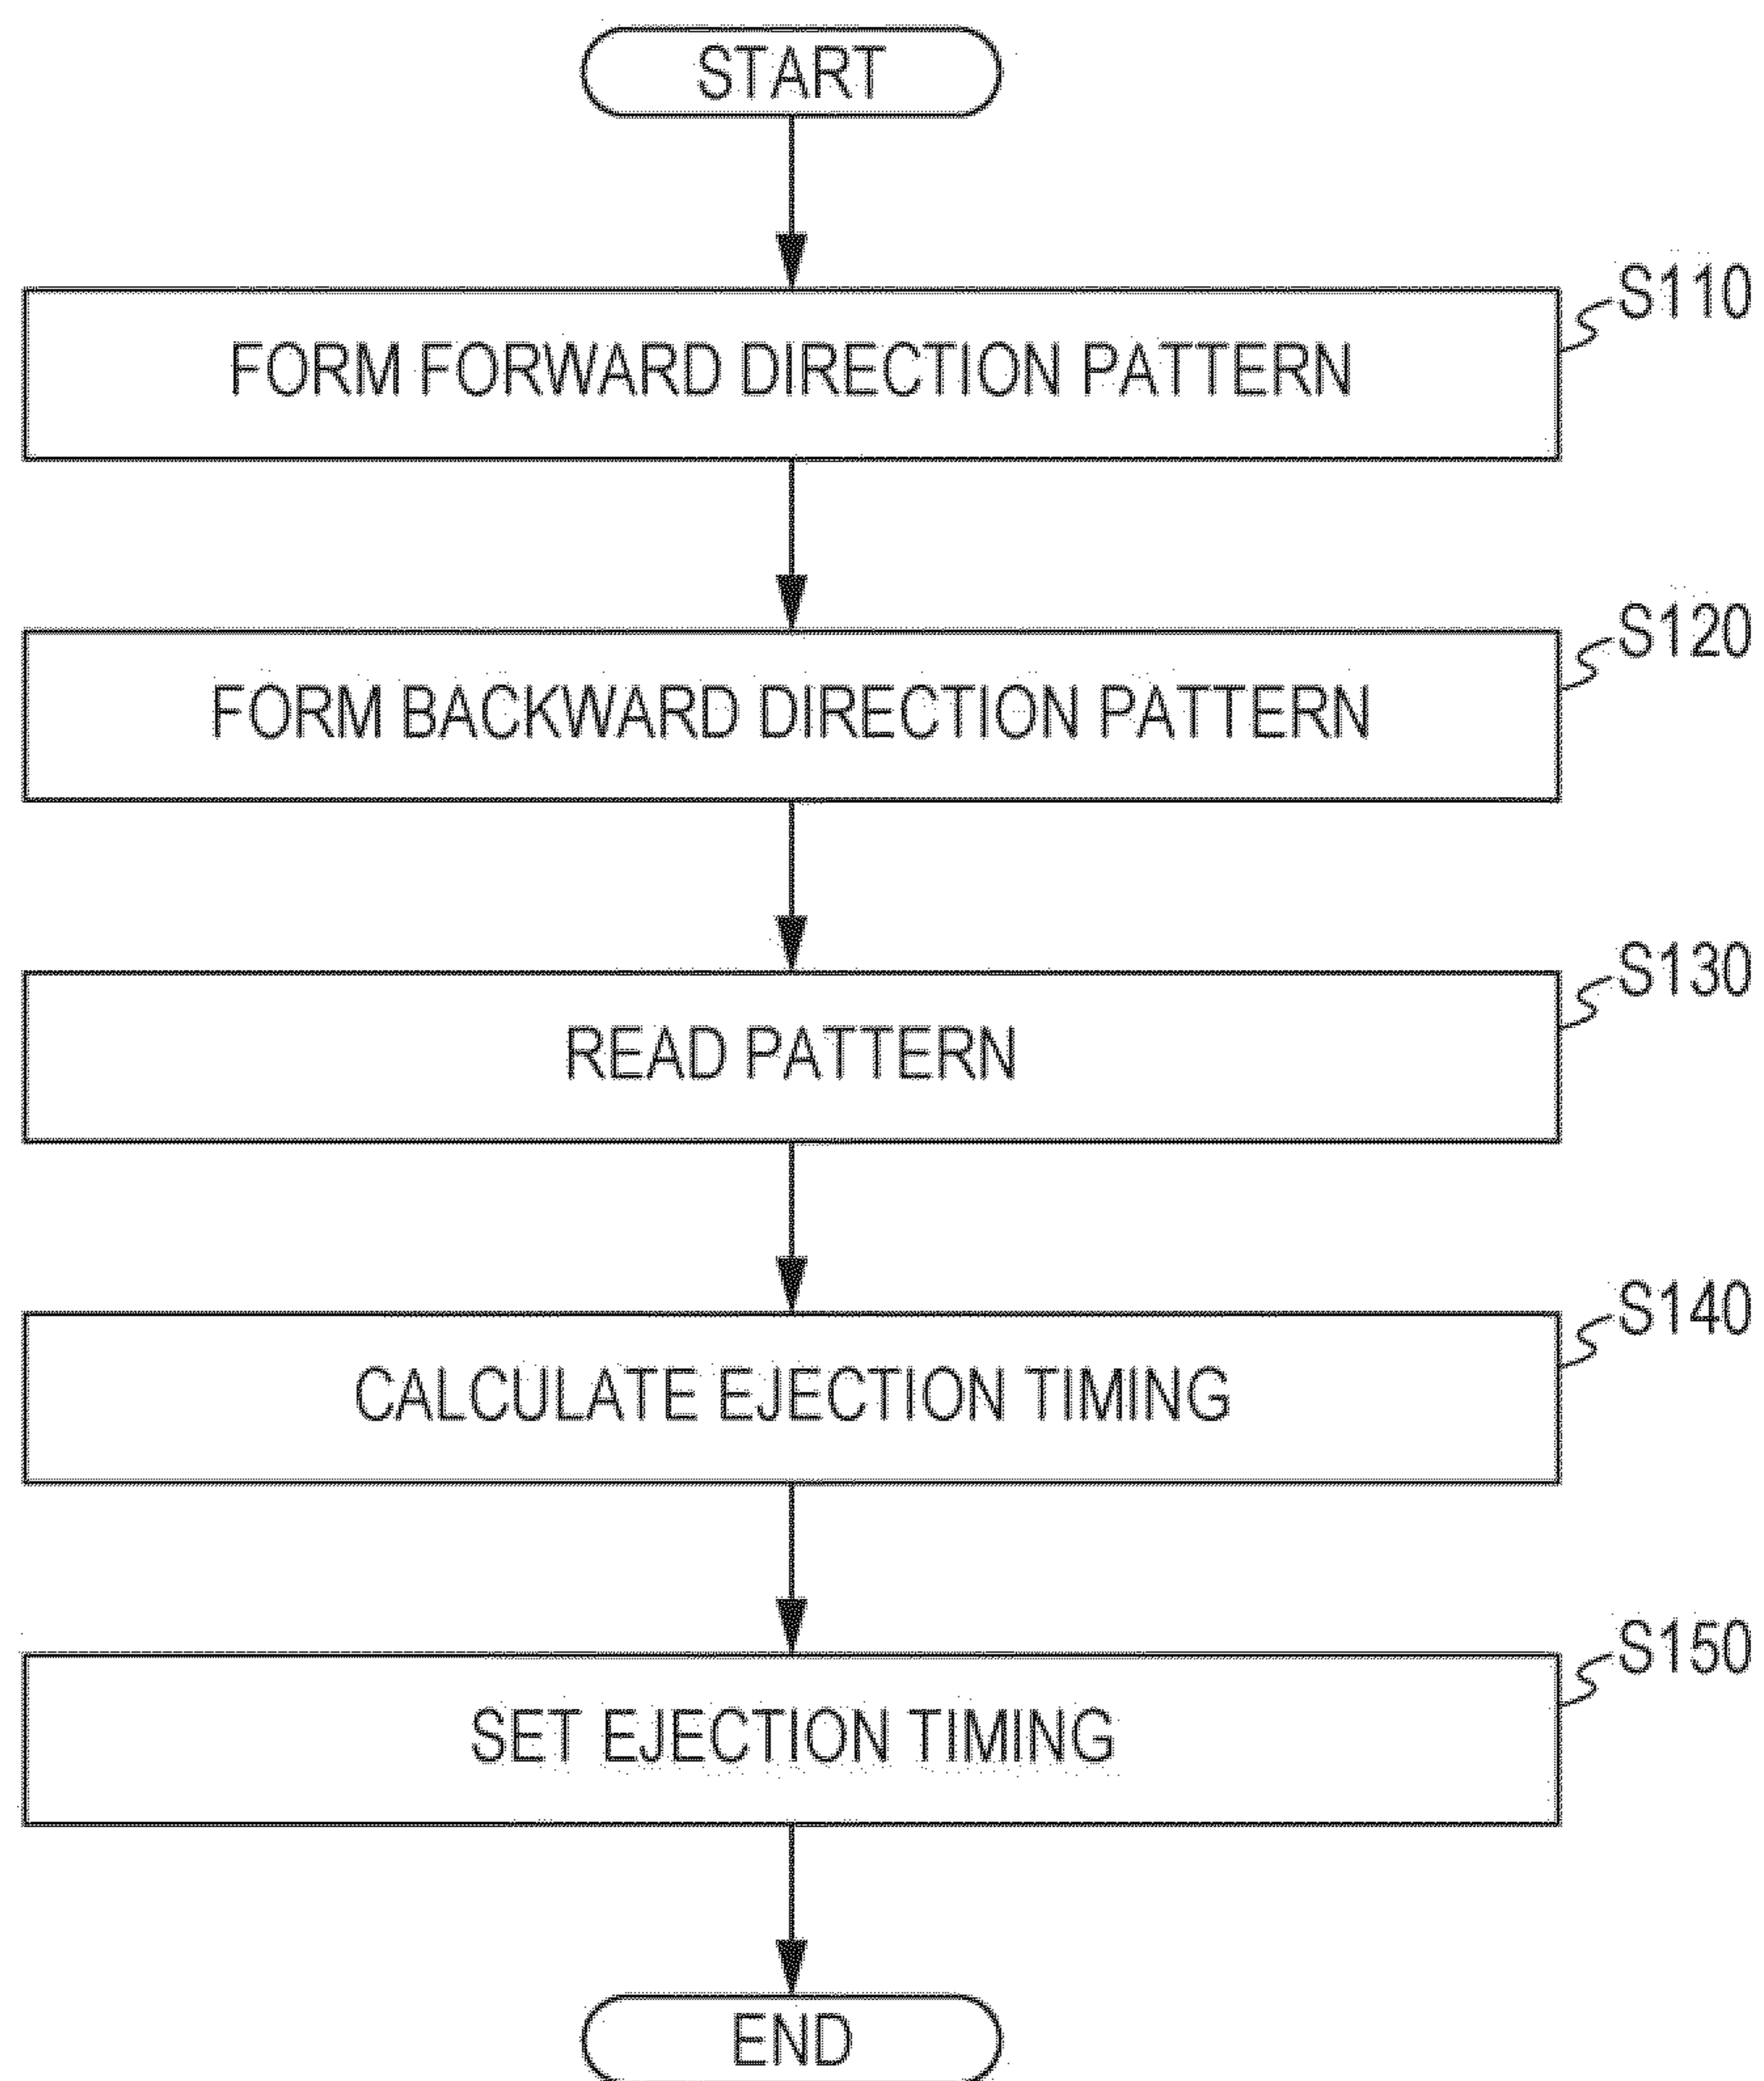 START
S110
FORM FORWARD DIRECTION PATTERN
S120
FORM BACKWARD DIRECTION PATTERN
S130
READ PATTERN
S140
CALCULATE EJECTION TIMING
S150
SET EJECTION TIMING
END